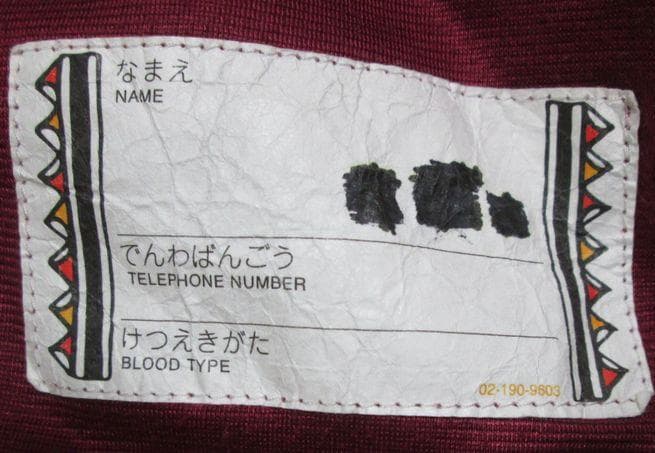 なまえ
NAME
でんわばんごう
TELEPHONE NUMBER
けつえきがた
BLOOD TYPE
02-190-9603